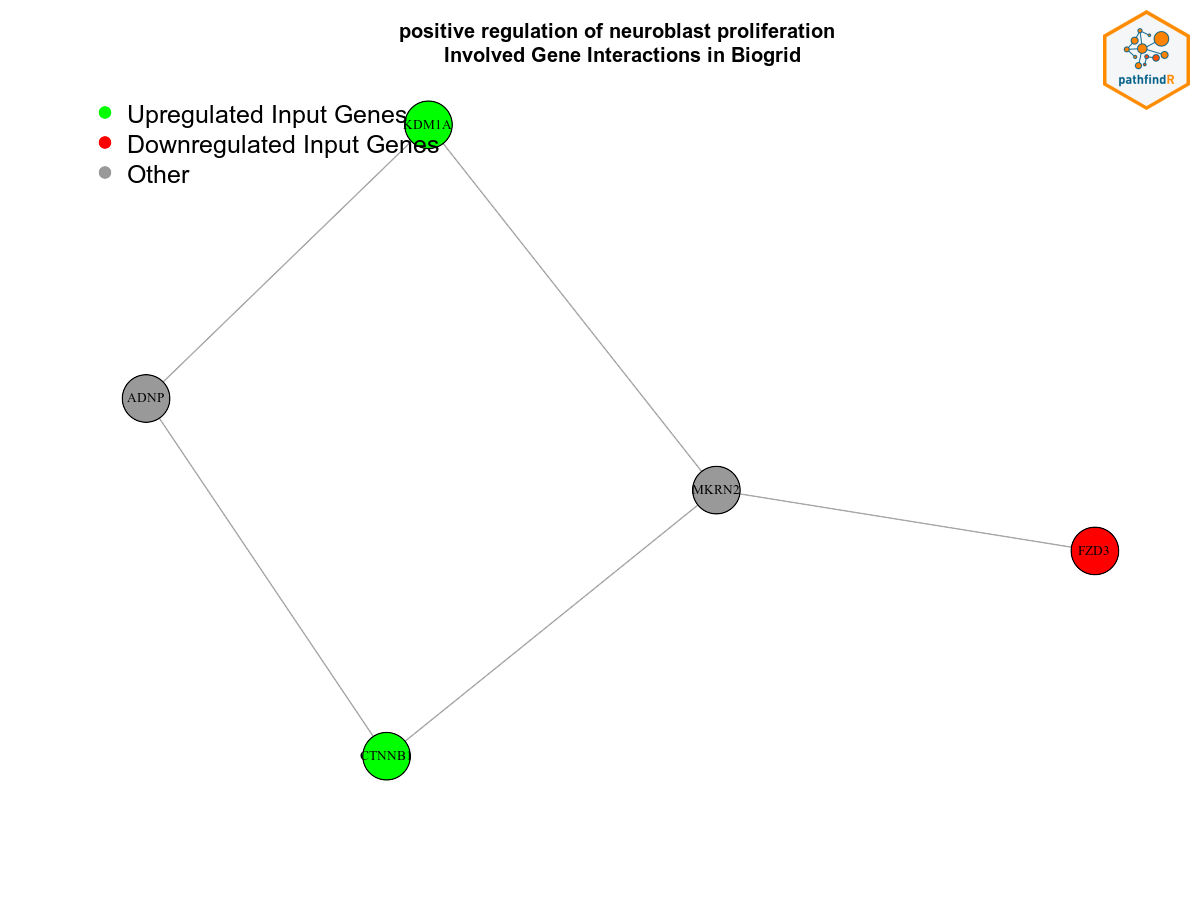 positive regulation of neuroblast proliferation
Involved Gene Interactions in Biogrid
pathfindR
Upregulated Input Genes
Downregulated Input Genes
Other
KDM1A
ADNP
MKRN2
FZD3
CTNNB1